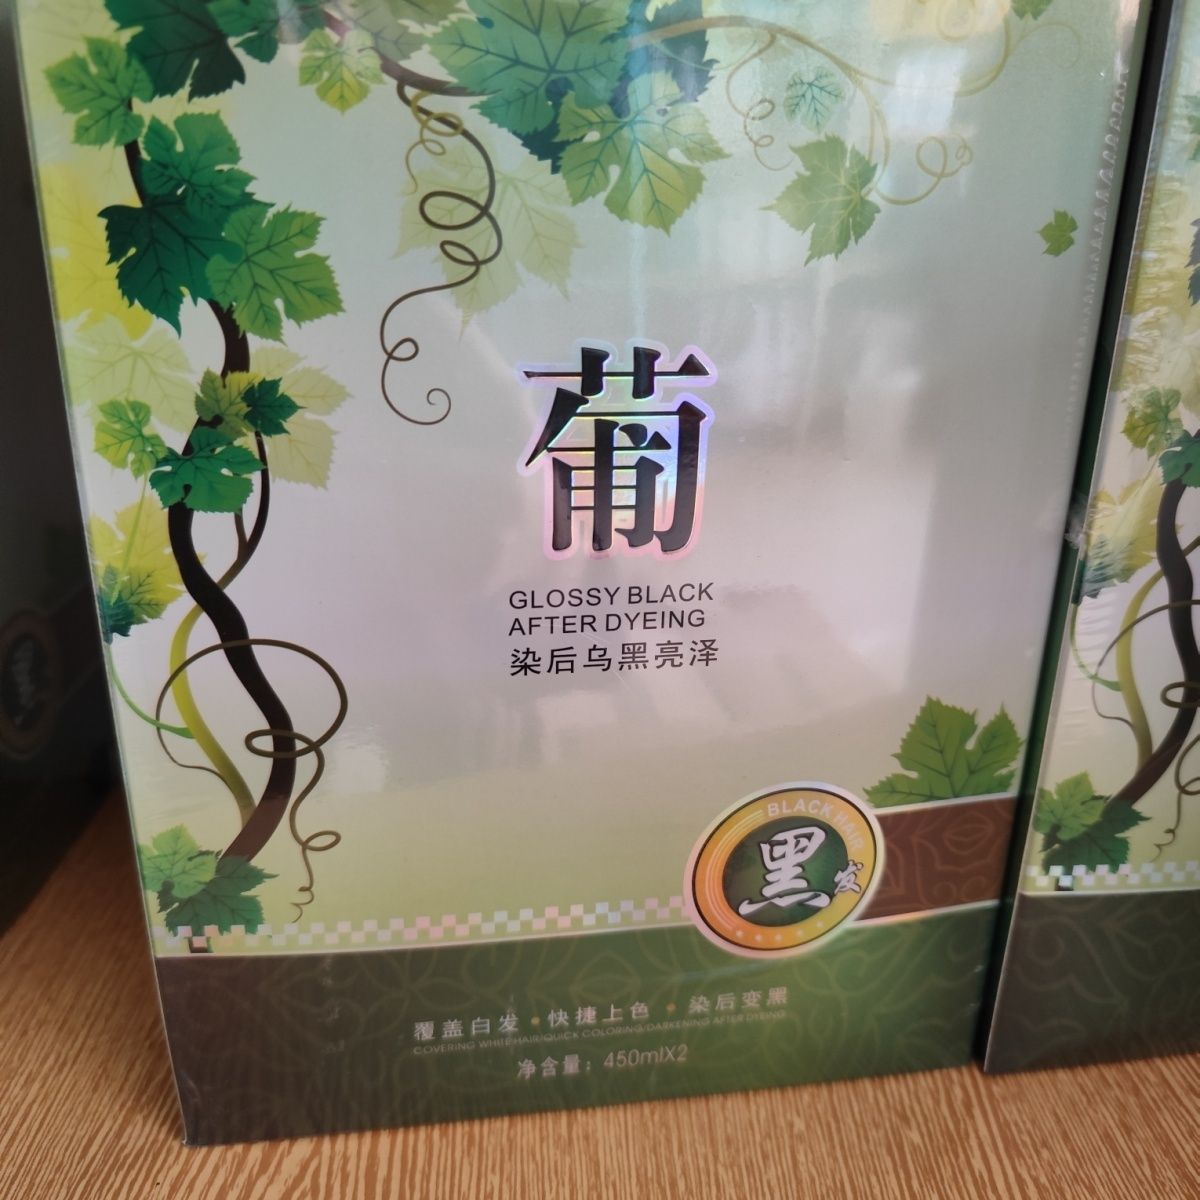 葡
GLOSSY BLACK
AFTER DYEING
染后乌黑亮泽
BLACK HAIR
黑发
覆盖白发·快捷上色·染后变黑
COVERING WHITE HAIR/QUICK COLORING/DARKENING AFTER DYEING
净含量：450mlX2